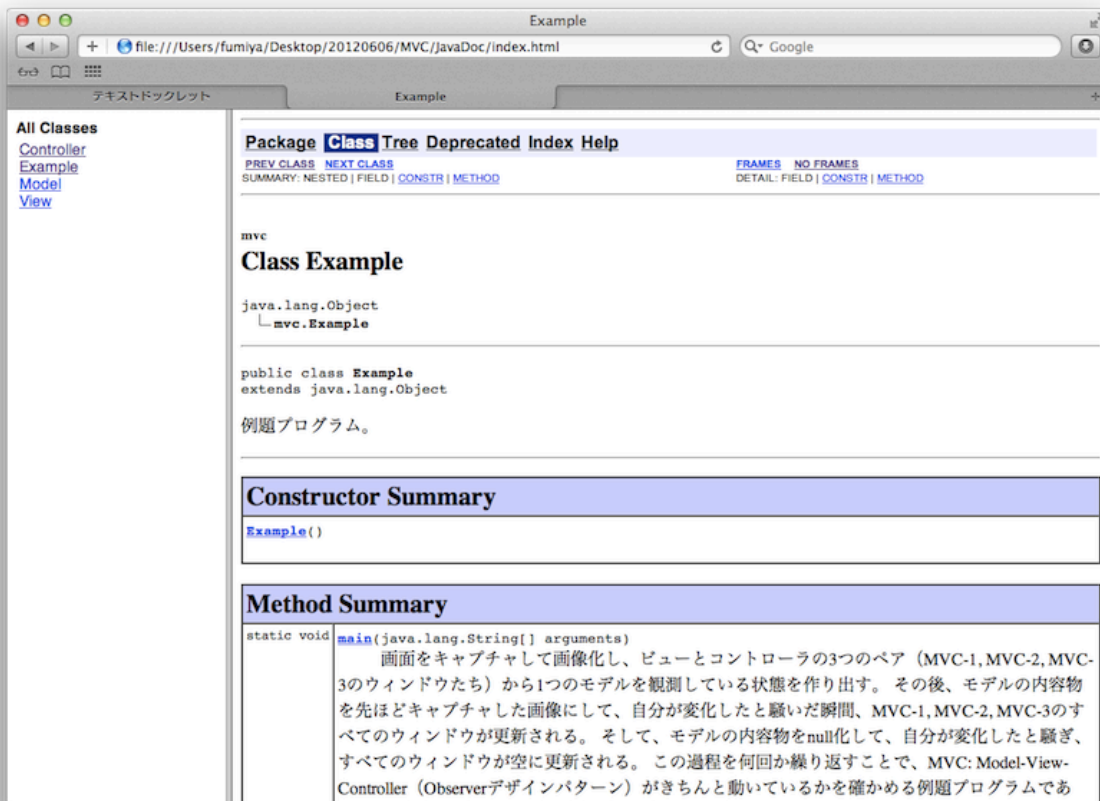 Example
file:///Users/fumiya/Desktop/20120606/MVC/JavaDoc/index.html
Google
テキストドックレット
Example
All Classes
Controller
Example
Model
View
Package Class Tree Deprecated Index Help
PREV CLASS NEXT CLASS
FRAMES NO FRAMES
SUMMARY: NESTED | FIELD | CONSTR | METHOD
DETAIL: FIELD | CONSTR | METHOD
mvc
Class Example
java.lang.Object
mvc.Example
public class Example
extends java.lang.Object
例題プログラム。
Constructor Summary
Example()
Method Summary
static void
main(java.lang.String[] arguments)
画面をキャプチャして画像化し、ビューとコントローラの3つのペア（MVC-1, MVC-2, MVC-
3のウィンドウたち）から1つのモデルを観測している状態を作り出す。 その後、モデルの内容物
を先ほどキャプチャした画像にして、自分が変化したと騒いだ瞬間、MVC-1, MVC-2, MVC-3のす
べてのウィンドウが更新される。 そして、モデルの内容物をnull化して、自分が変化したと騒ぎ、
すべてのウィンドウが空に更新される。 この過程を何回か繰り返すことで、MVC: Model-View-
Controller（Observerデザインパターン）がきちんと動いているかを確かめる例題プログラムであ